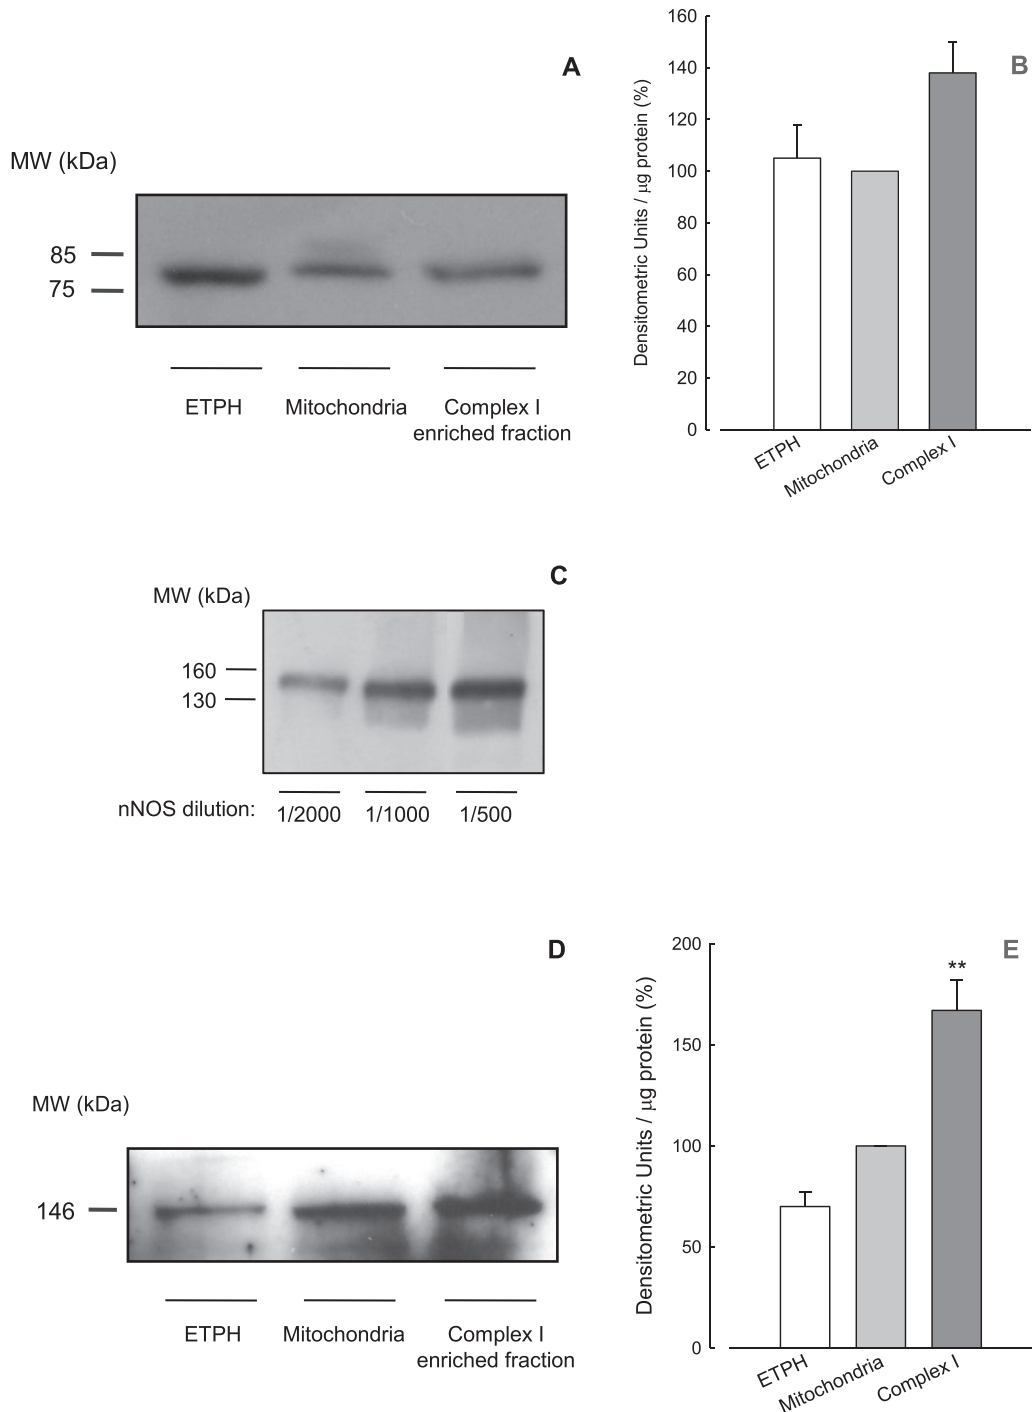 A
MW (kDa)
85
75
ETPH
Mitochondria
Complex I
enriched fraction
B
Densitometric Units / µg protein (%)
160
140
120
100
80
60
40
20
0
ETPH
Mitochondria
Complex I
C
MW (kDa)
160
130
nNOS dilution:
1/2000
1/1000
1/500
D
MW (kDa)
146
ETPH
Mitochondria
Complex I
enriched fraction
E
Densitometric Units / µg protein (%)
200
150
100
50
0
**
ETPH
Mitochondria
Complex I